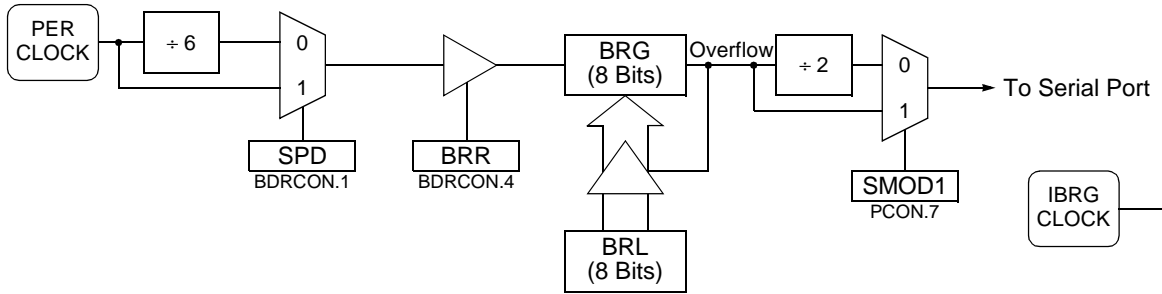 PER
CLOCK
÷ 6
0
1
SPD
BDRCON.1
BRR
BDRCON.4
BRG
(8 Bits)
Overflow
BRL
(8 Bits)
÷ 2
0
1
SMOD1
PCON.7
To Serial Port
IBRG
CLOCK